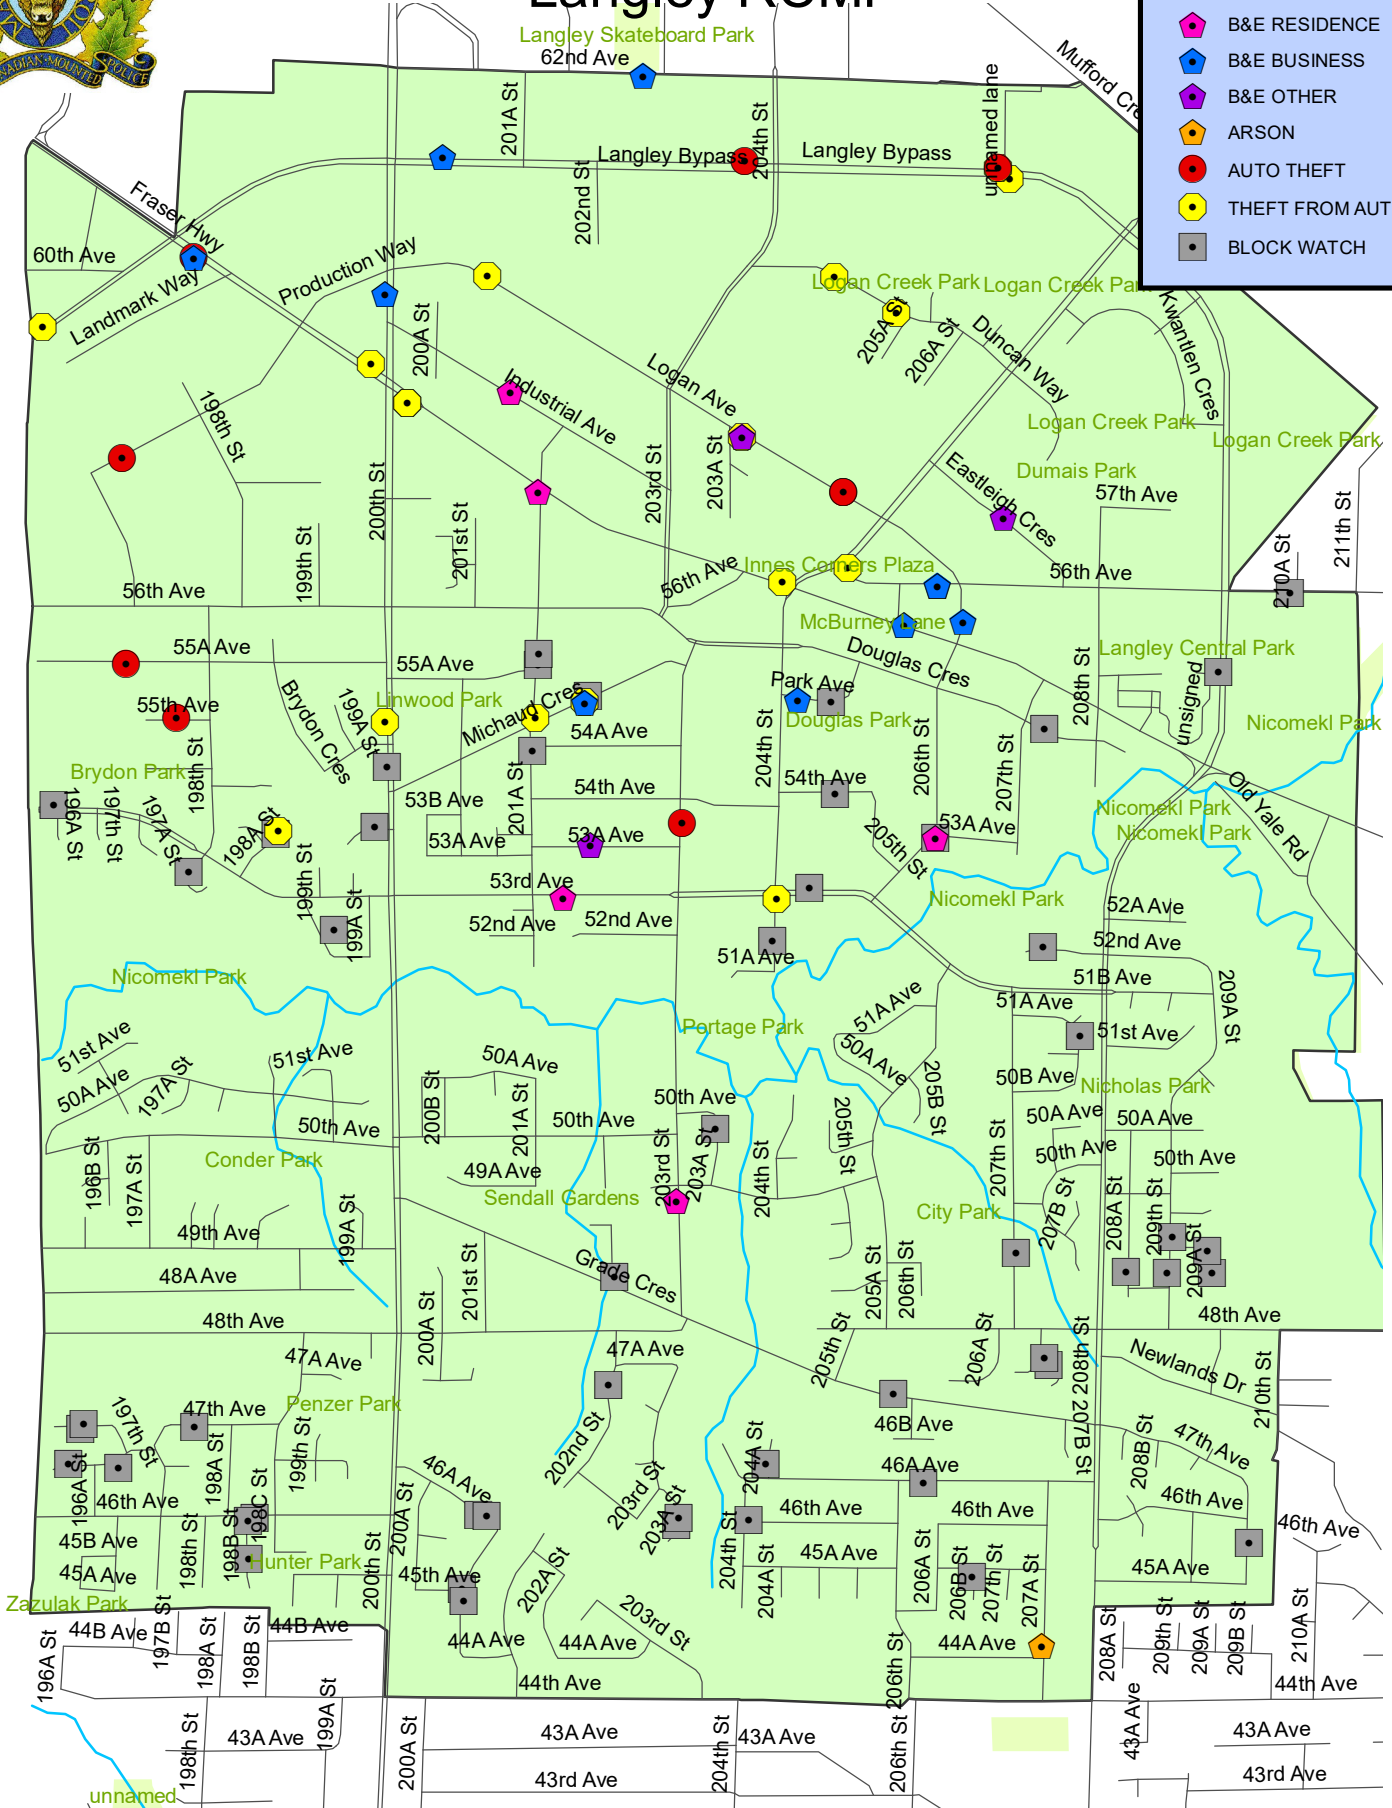 Langley RCMP
CANADIAN MOUNTED POLICE
Langley Skateboard Park
62nd Ave
Mufford Cre
B&E RESIDENCE
B&E BUSINESS
B&E OTHER
ARSON
AUTO THEFT
THEFT FROM AUT
BLOCK WATCH
201A St
204th St
unnamed lane
Langley Bypass
Langley Bypass
202nd St
Fraser Hwy
60th Ave
Landmark Way
Production Way
200A St
Logan Creek Park
Logan Creek Park
205A St
206A St
Duncan Way
Kwantlen Cres
Logan Ave
Industrial Ave
198th St
Logan Creek Park
Logan Creek Park
Dumais Park
200th St
203rd St
203A St
Eastleigh Cres
57th Ave
211th St
201st St
199th St
210A St
56th Ave
56th Ave
Innes Corners Plaza
56th Ave
McBurney Lane
55A Ave
55A Ave
Douglas Cres
208th St
Langley Central Park
unsigned
Park Ave
Linwood Park
Michaud Cres
Brydon Cres
199A St
55th Ave
Douglas Park
Nicomekl Park
54A Ave
204th St
206th St
207th St
198th St
Brydon Park
201A St
54th Ave
54th Ave
Old Yale Rd
196A St
197th St
197A St
198A St
53B Ave
53A Ave
53A Ave
205th St
53A Ave
Nicomekl Park
Nicomekl Park
199th St
199A St
53rd Ave
52nd Ave
52nd Ave
Nicomekl Park
52A Ave
52nd Ave
51A Ave
51B Ave
Nicomekl Park
51A Ave
51A Ave
209A St
Portage Park
51st Ave
51st Ave
51st Ave
50A Ave
50A Ave
50A Ave
197A St
205B St
50B Ave
Nicholas Park
200B St
201A St
50th Ave
50th Ave
50th Ave
205th St
50A Ave
50A Ave
207th St
50th Ave
50th Ave
Conder Park
196B St
197A St
49A Ave
203rd St
203A St
204th St
Sendall Gardens
City Park
207B St
208A St
209th St
209A St
49th Ave
199A St
201st St
Grade Cres
205A St
206th St
48A Ave
48th Ave
48th Ave
200A St
47A Ave
47A Ave
205th St
206A St
208th St
Newlands Dr
210th St
Penzer Park
47th Ave
197th St
46B Ave
207B St
208B St
47th Ave
202nd St
204A St
199th St
198A St
196A St
46A Ave
46A Ave
46th Ave
198C St
203rd St
203A St
46th Ave
46th Ave
46th Ave
46th Ave
45B Ave
200A St
204th St
45A Ave
45A Ave
45A Ave
198th St
198B St
Hunter Park
200th St
45th Ave
202A St
204A St
206A St
206B St
207th St
207A St
Zazulak Park
44B Ave
197B St
198A St
198B St
44B Ave
203rd St
44A Ave
44A Ave
44A Ave
208A St
209th St
209A St
209B St
210A St
196A St
44th Ave
206th St
44th Ave
198th St
43A Ave
199A St
200A St
43A Ave
204th St
43A Ave
206th St
43A Ave
43A Ave
43rd Ave
43rd Ave
unnamed